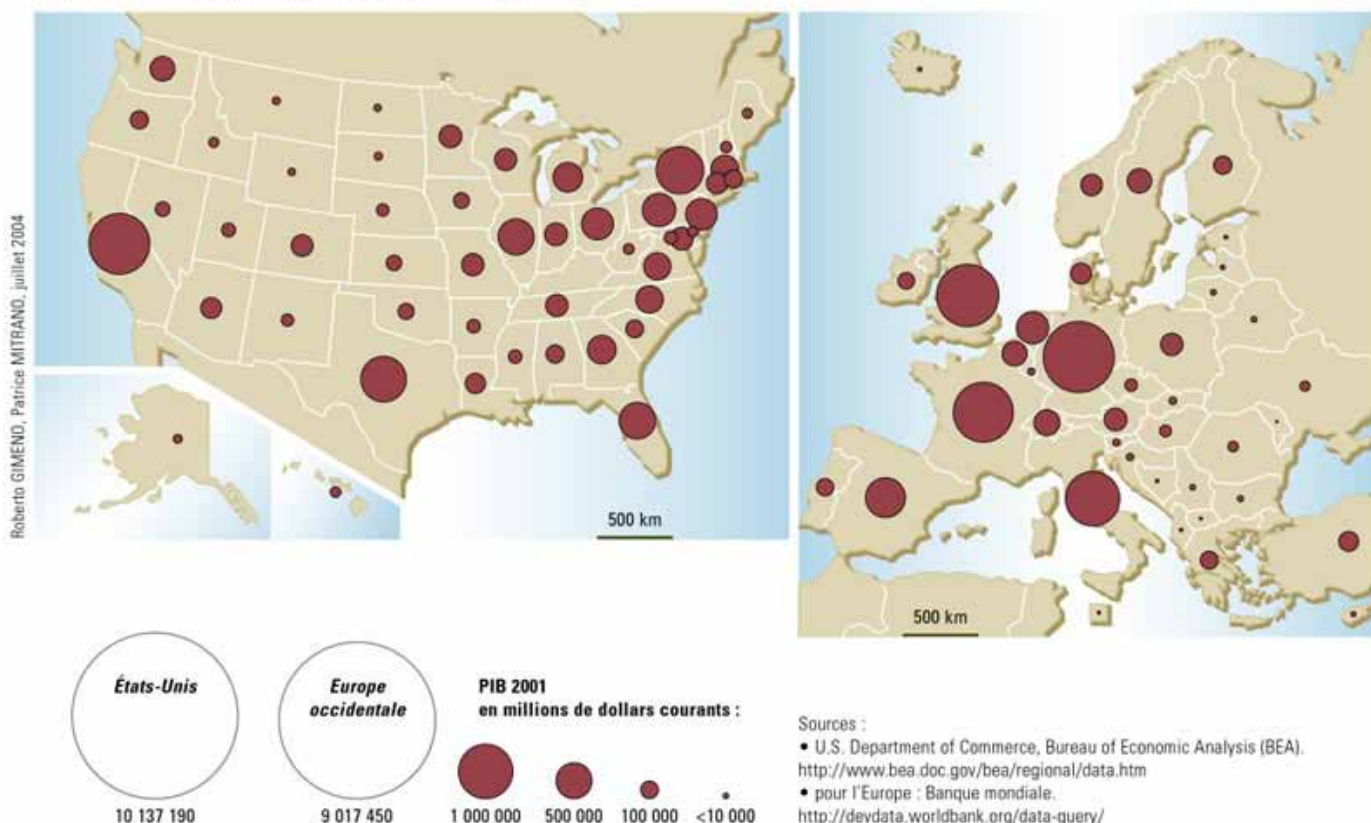 Roberto GIMENO, Patrice MITRANO, juillet 2004
500 km
500 km
États-Unis
10 137 190
Europe
occidentale
9 017 450
PIB 2001
en millions de dollars courants :
1 000 000 500 000 100 000 <10 000
Sources :
• U.S. Department of Commerce, Bureau of Economic Analysis (BEA).
http://www.bea.doc.gov/bea/regional/data.htm
• pour l'Europe : Banque mondiale.
http://devdata.worldbank.org/data-query/